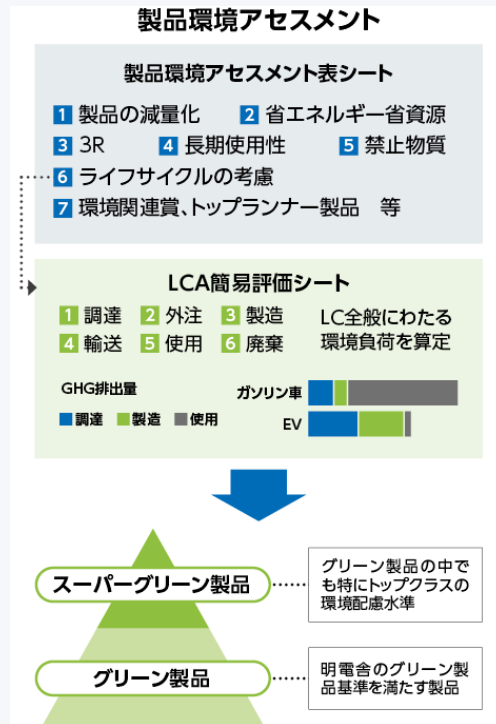 製品環境アセスメント
製品環境アセスメント表シート
1 製品の減量化 2 省エネルギー省資源
3 3R 4 長期使用性 5 禁止物質
6 ライフサイクルの考慮
7 環境関連賞、トップランナー製品 等
LCA簡易評価シート
1 調達 2 外注 3 製造
4 輸送 5 使用 6 廃棄
LC全般にわたる
環境負荷を算定
GHG排出量
調達 製造 使用
ガソリン車
EV
スーパーグリーン製品
グリーン製品の中で
も特にトップクラスの
環境配慮水準
グリーン製品
明電舎のグリーン製
品基準を満たす製品